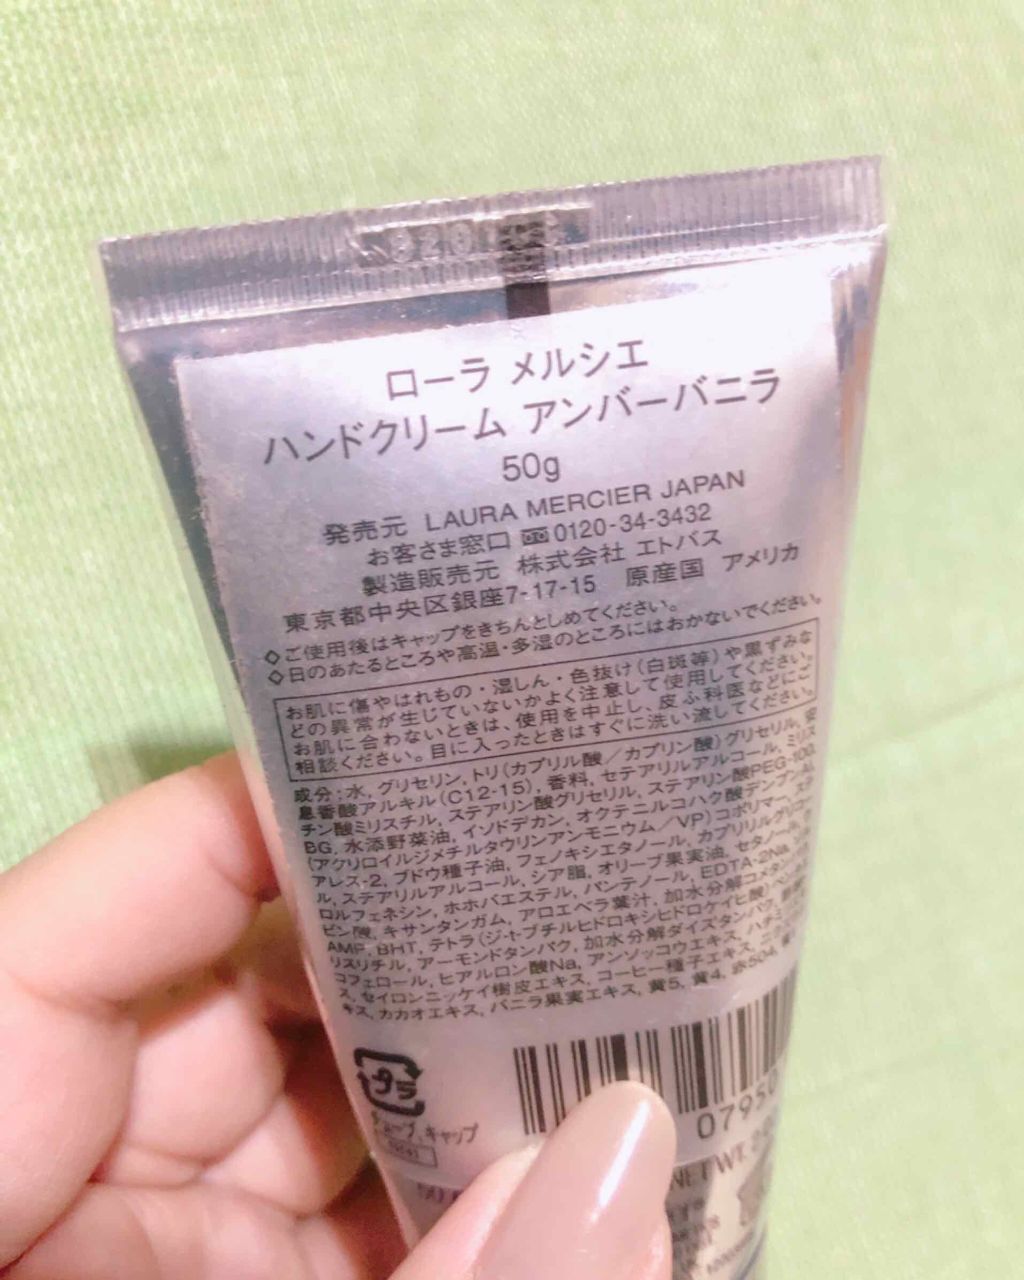 ローラ メルシエ
ハンドクリーム アンバーバニラ
50g
発売元 LAURA MERCIER JAPAN
お客さま窓口 0120-34-3432
製造販売元 株式会社 エトバス
東京都中央区銀座7-17-15 原産国 アメリカ
◇ご使用後はキャップをきちんとしめてください。
◇日のあたるところや高温・多湿のところにはおかないでください。
お肌に傷やはれもの・湿しん・色抜け(白斑等)や黒ずみな
どの異常が生じていないかよく注意して使用してください。
お肌に合わないときは、使用を中止し、皮ふ科医などにご
相談ください。目に入ったときはすぐに洗い流してください。
成分:水, グリセリン, トリ(カプリル酸/カプリン酸)グリセリル, 安
息香酸アルキル(C12-15), 香料, セテアリルアルコール, ミリス
チン酸ミリスチル, ステアリン酸グリセリル, ステアリン酸PEG-100,
BG, 水添野菜油, イソドデカン, オクテニルコハク酸デンプンAl,
(アクリロイルジメチルタウリンアンモニウム/VP)コポリマー, ステ
アレス-2, ブドウ種子油, フェノキシエタノール, カプリリルグリコー
ル, ステアリルアルコール, シア脂, オリーブ果実油, セタノール,
ロルフェネシン, ホホバエステル, パンテノール, EDTA-2Na,
ビン酸, キサンタンガム, アロエベラ葉汁, 加水分解コメタンパク,
AMP, BHT, テトラ(ジ-t-ブチルヒドロキシヒドロケイヒ酸)ペンタエ
リスリチル, アーモンドタンパク, 加水分解ダイズタンパク,
コフェロール, ヒアルロン酸Na, アンソッコウエキス, ハチミツ
ス, セイロンニッケイ樹皮エキス, コーヒー種子エキス,
キス, カカオエキス, バニラ果実エキス, 黄5, 黄4, 赤504,
プラ
チューブ, キャップ
07950
NET WT.